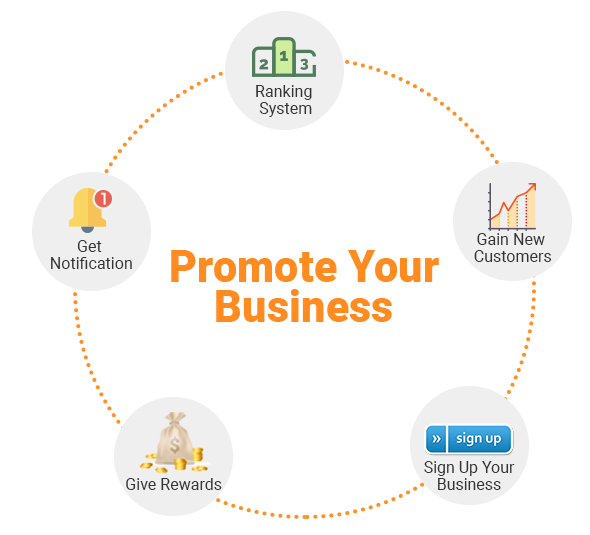 2 1 3
Ranking
System
1
Get
Notification
Gain New
Customers
Promote Your
Business
$
Give Rewards
» sign up
Sign Up Your
Business